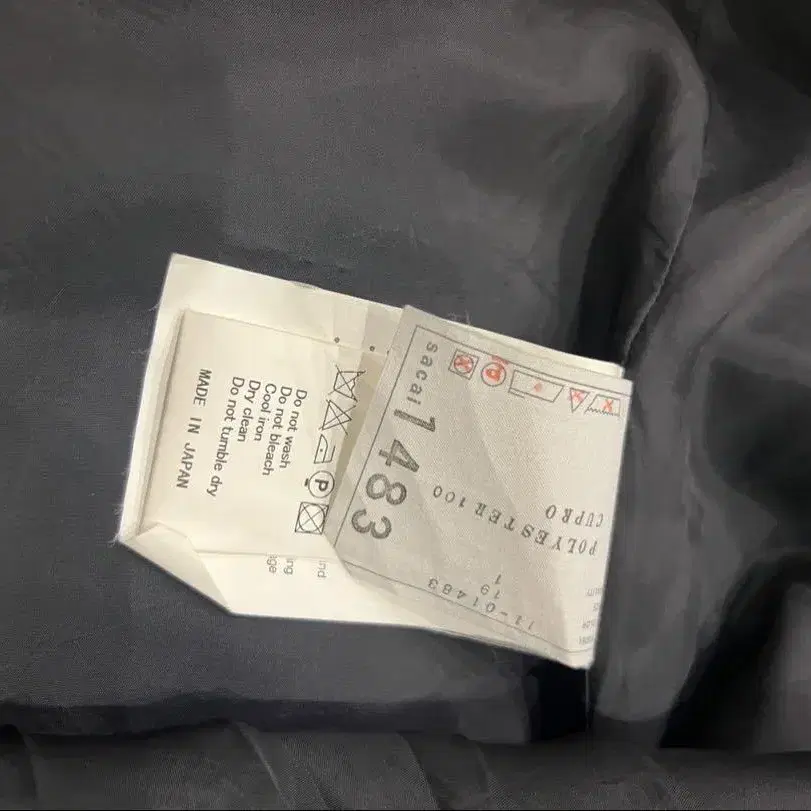 Do not wash
Do not bleach
Cool iron
Dry clean
Do not tumble dry
MADE IN JAPAN
P
sacai
1483
POLYESTER 100
CUPRO
11-01483
19
1